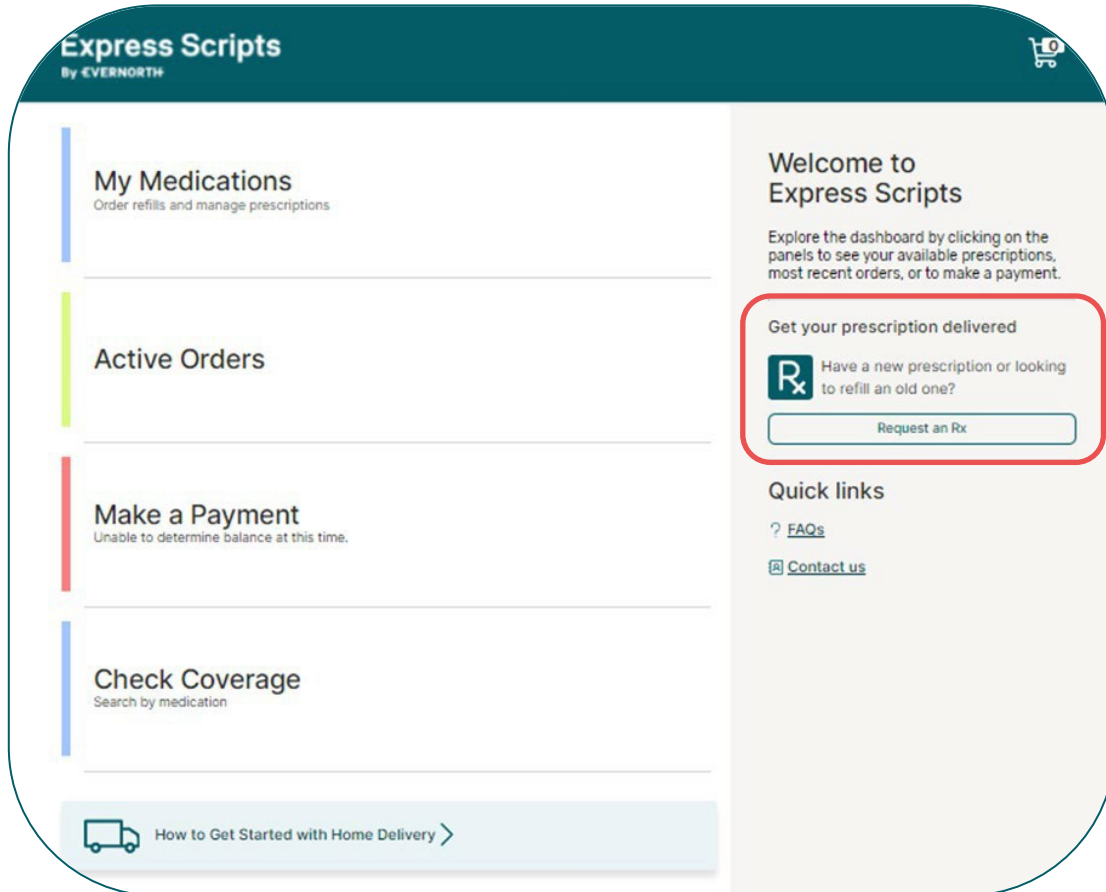 Express Scripts
By EVERNORTH
0
My Medications
Order refills and manage prescriptions
Active Orders
Make a Payment
Unable to determine balance at this time.
Check Coverage
Search by medication
How to Get Started with Home Delivery
Welcome to
Express Scripts
Explore the dashboard by clicking on the
panels to see your available prescriptions,
most recent orders, or to make a payment.
Get your prescription delivered
Rx
Have a new prescription or looking
to refill an old one?
Request an Rx
Quick links
? FAQs
Contact us